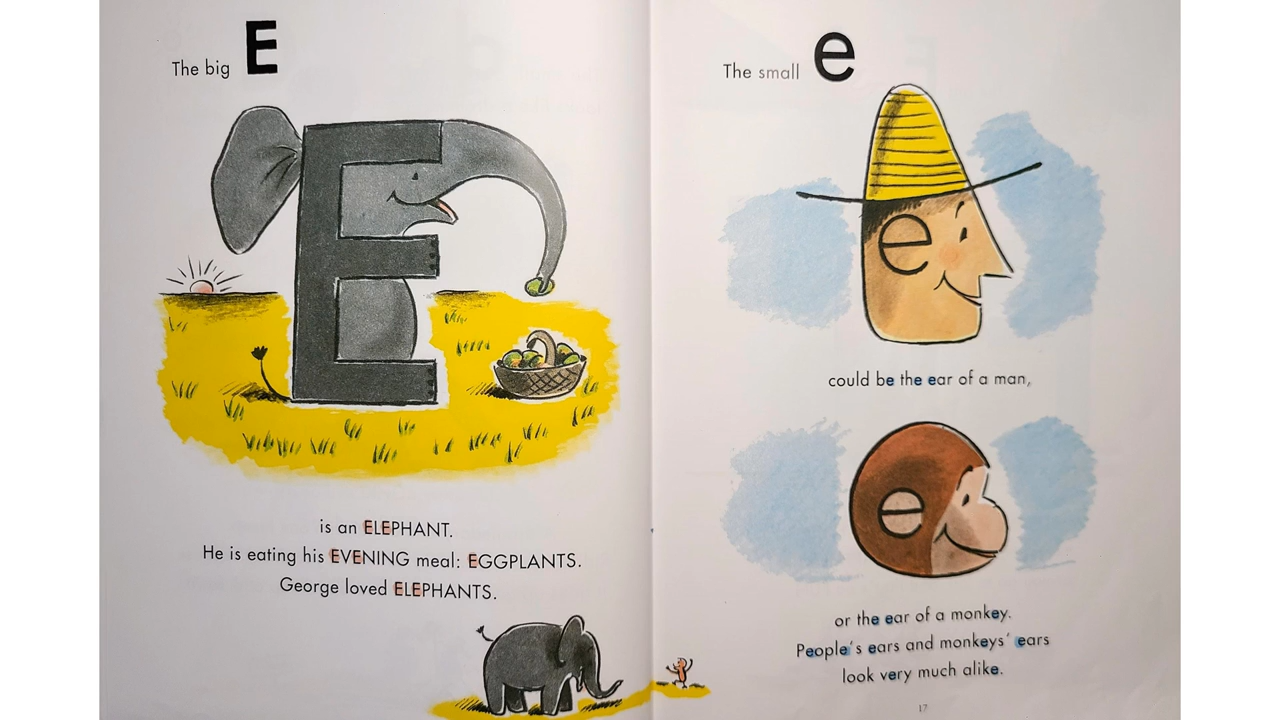 The big E
is an ELEPHANT.
He is eating his EVENING meal: EGGPLANTS.
George loved ELEPHANTS.
The small e
e
could be the ear of a man,
e
or the ear of a monkey.
People's ears and monkeys' ears
look very much alike.
17